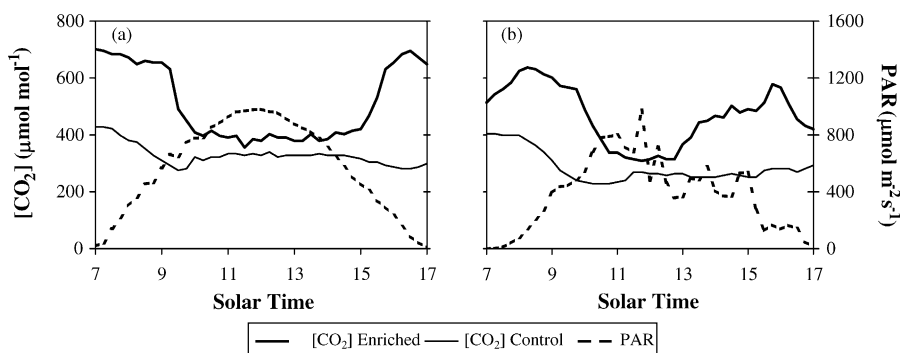 (a)
(b)
800
600
400
200
0
[CO₂] (μmol mol⁻¹)
7 9 11 13 15 17
Solar Time
7 9 11 13 15 17
Solar Time
1600
1200
800
400
0
PAR (μmol m⁻² s⁻¹)
[CO₂] Enriched [CO₂] Control PAR